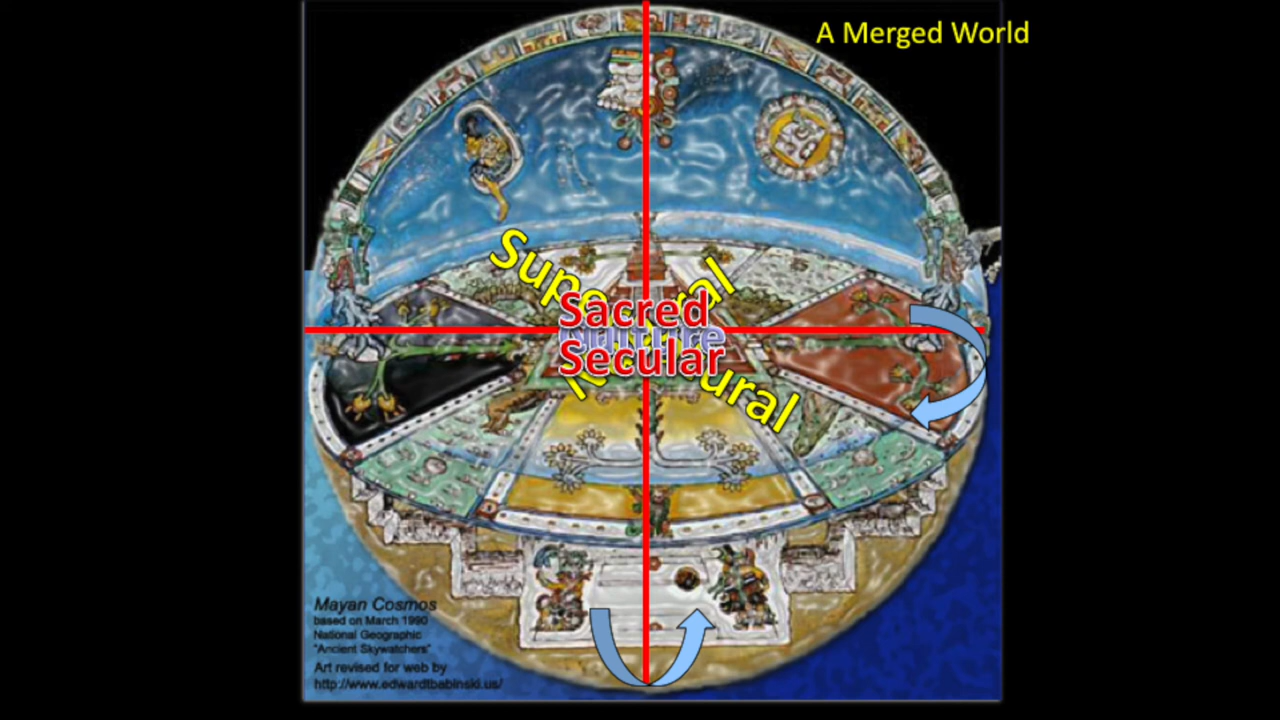 A Merged World
Sacred
Secular
Mayan Cosmos
based on March 1990
National Geographic
"Ancient Skywatchers"
Art revised for web by
http://www.edwardtbabinski.us/